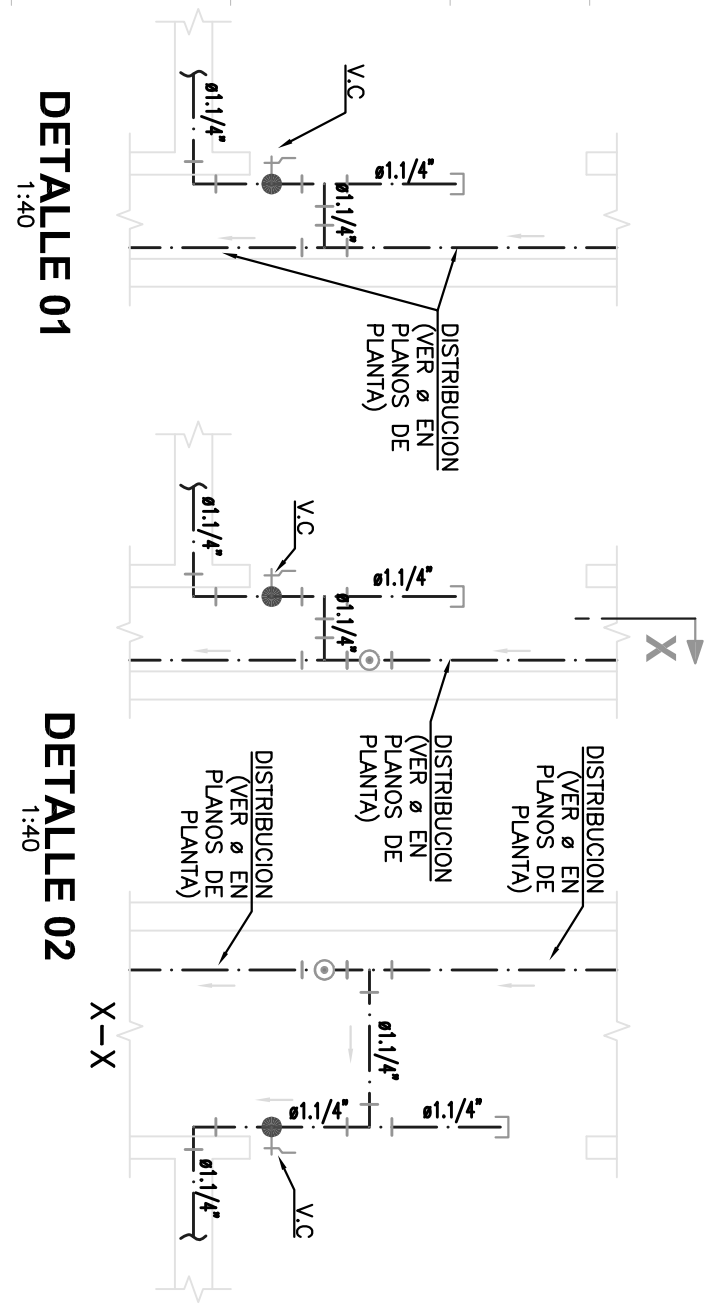 V.C
ø1.1/4"
ø1.1/4"
ø1.1/4"
DISTRIBUCION
(VER ø EN
PLANOS DE
PLANTA)
DETALLE 01
1:40
V.C
ø1.1/4"
ø1.1/4"
ø1.1/4"
X
DISTRIBUCION
(VER ø EN
PLANOS DE
PLANTA)
DISTRIBUCION
(VER ø EN
PLANOS DE
PLANTA)
DISTRIBUCION
(VER ø EN
PLANOS DE
PLANTA)
ø1.1/4"
ø1.1/4"
ø1.1/4"
ø1.1/4"
V.C
X-X
DETALLE 02
1:40